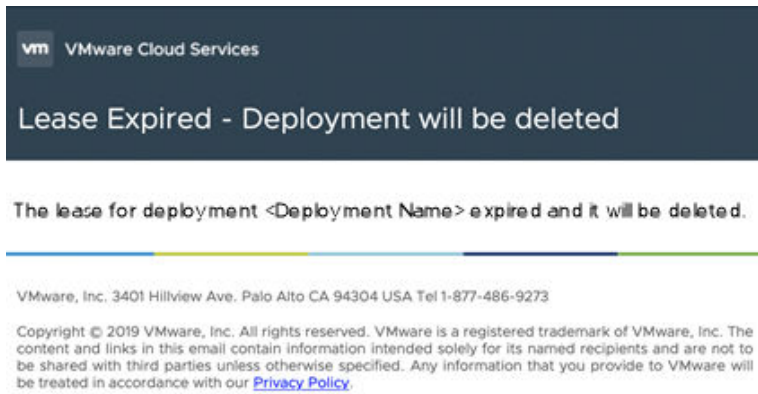 vm VMware Cloud Services
Lease Expired - Deployment will be deleted
The lease for deployment <Deployment Name> expired and it will be deleted.
VMware, Inc. 3401 Hillview Ave. Palo Alto CA 94304 USA Tel 1-877-486-9273
Copyright © 2019 VMware, Inc. All rights reserved. VMware is a registered trademark of VMware, Inc. The
content and links in this email contain information intended solely for its named recipients and are not to
be shared with third parties unless otherwise specified. Any information that you provide to VMware will
be treated in accordance with our Privacy Policy.